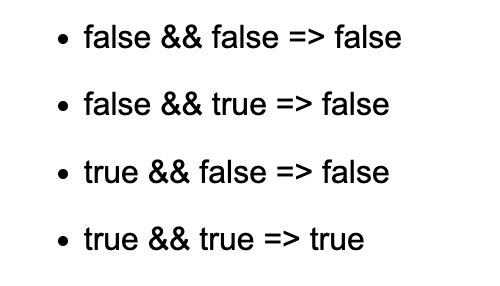 • false && false => false
• false && true => false
• true && false => false
• true && true => true